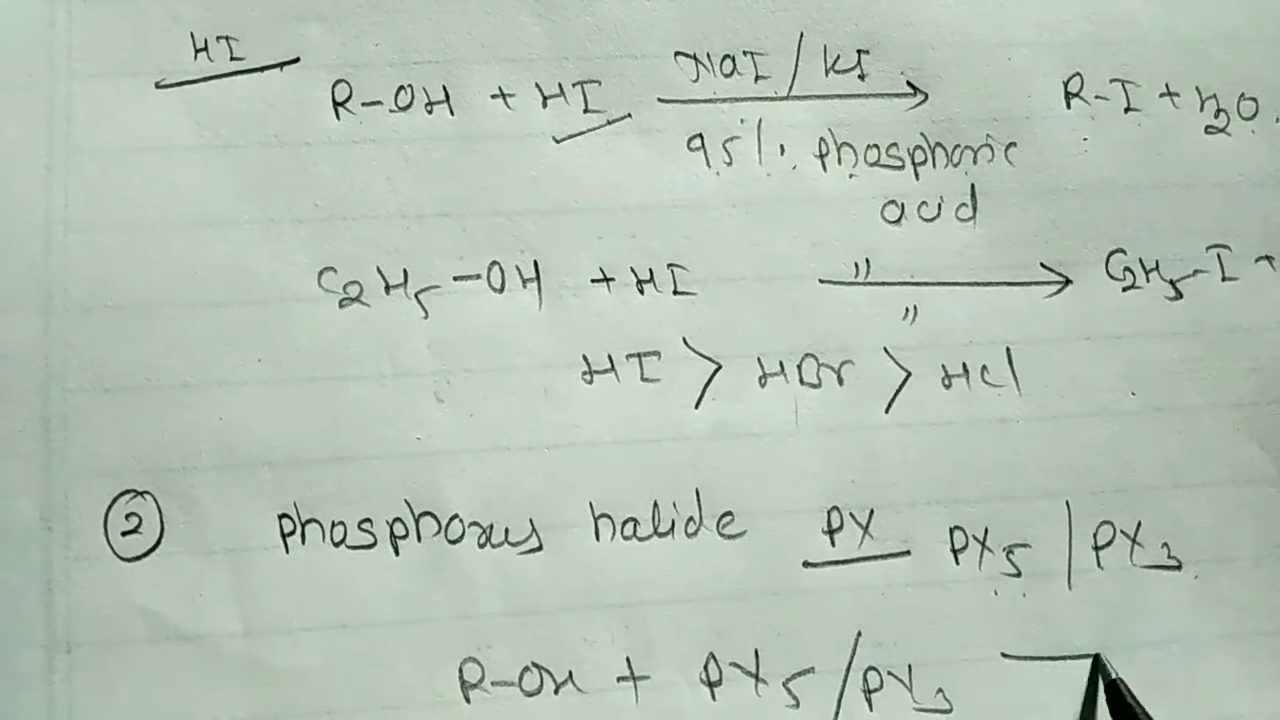 HI
R-OH + HI NaI / KI R-I + H2O.
95% phosphoric
acid
C2H5-OH + HI " C2H5-I +
"
HI > HBr > HCl
2 phosphorus halide PX PX5 | PX3
R-OH + PX5/PX3